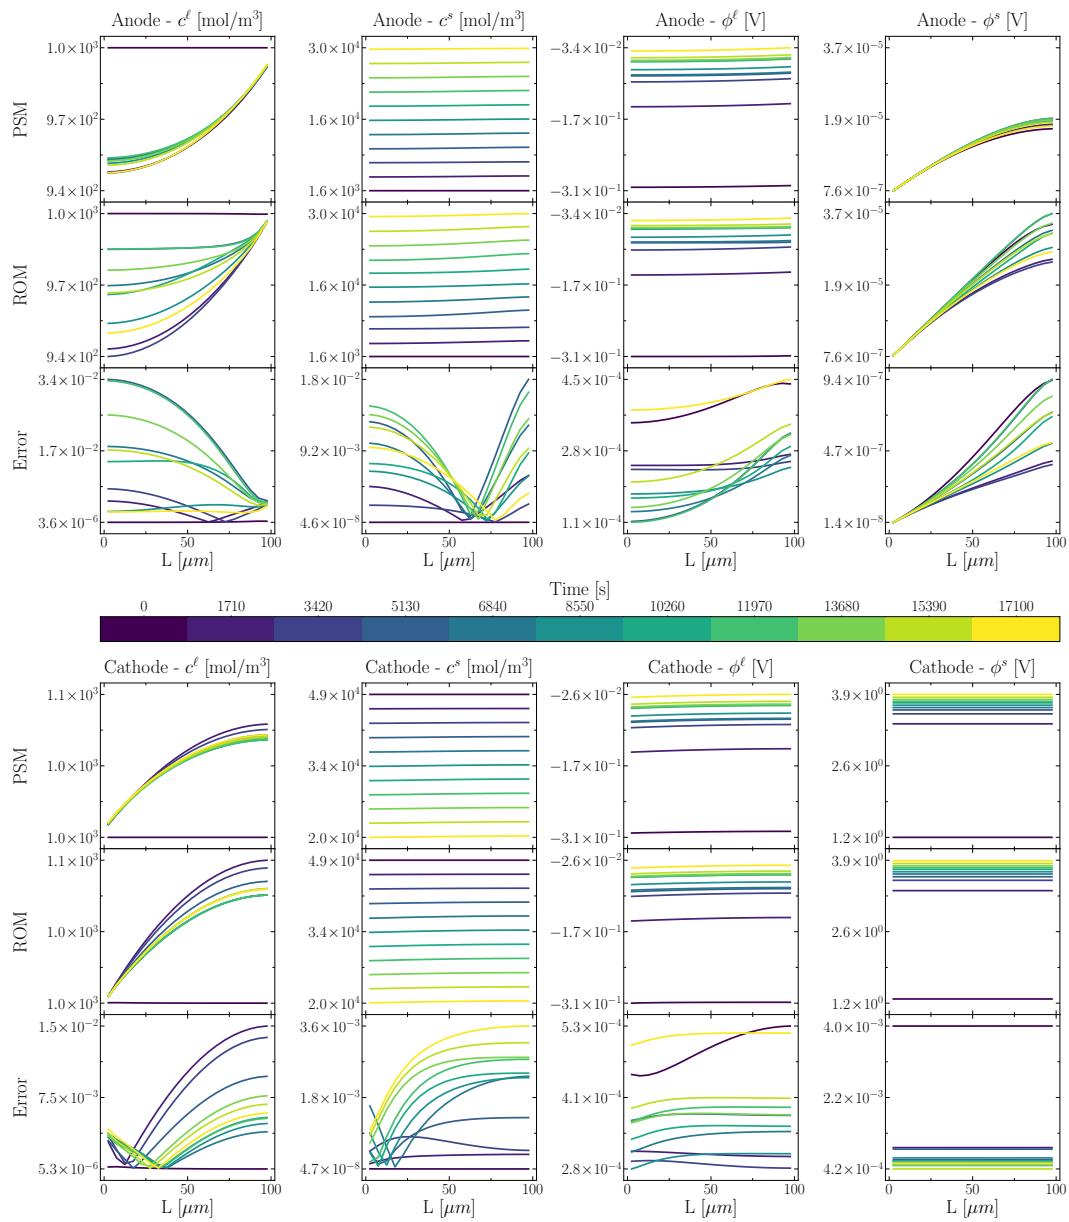 Anode - $c^\ell$ [mol/m$^3$] Anode - $c^s$ [mol/m$^3$] Anode - $\phi^\ell$ [V] Anode - $\phi^s$ [V]
PSM
1.0×10³ 3.0×10⁴ −3.4×10⁻² 3.7×10⁻⁵
9.7×10² 1.6×10⁴ −1.7×10⁻¹ 1.9×10⁻⁵
9.4×10² 1.6×10³ −3.1×10⁻¹ 7.6×10⁻⁷
ROM
1.0×10³ 3.0×10⁴ −3.4×10⁻² 3.7×10⁻⁵
9.7×10² 1.6×10⁴ −1.7×10⁻¹ 1.9×10⁻⁵
9.4×10² 1.6×10³ −3.1×10⁻¹ 7.6×10⁻⁷
Error
3.4×10⁻² 1.8×10⁻² 4.5×10⁻⁴ 9.4×10⁻⁷
1.7×10⁻² 9.2×10⁻³ 2.8×10⁻⁴ 4.7×10⁻⁷
3.6×10⁻⁶ 4.6×10⁻⁸ 1.1×10⁻⁴ 1.4×10⁻⁸
0 50 100 0 50 100 0 50 100 0 50 100
L [μm] L [μm] L [μm] L [μm]
Time [s]
0 1710 3420 5130 6840 8550 10260 11970 13680 15390 17100
Cathode - $c^\ell$ [mol/m$^3$] Cathode - $c^s$ [mol/m$^3$] Cathode - $\phi^\ell$ [V] Cathode - $\phi^s$ [V]
PSM
1.1×10³ 4.9×10⁴ −2.6×10⁻² 3.9×10⁰
1.0×10³ 3.4×10⁴ −1.7×10⁻¹ 2.6×10⁰
1.0×10³ 2.0×10⁴ −3.1×10⁻¹ 1.2×10⁰
ROM
1.1×10³ 4.9×10⁴ −2.6×10⁻² 3.9×10⁰
1.0×10³ 3.4×10⁴ −1.7×10⁻¹ 2.6×10⁰
1.0×10³ 2.0×10⁴ −3.1×10⁻¹ 1.2×10⁰
Error
1.5×10⁻² 3.6×10⁻³ 5.3×10⁻⁴ 4.0×10⁻³
7.5×10⁻³ 1.8×10⁻³ 4.1×10⁻⁴ 2.2×10⁻³
5.3×10⁻⁶ 4.7×10⁻⁸ 2.8×10⁻⁴ 4.2×10⁻⁴
0 50 100 0 50 100 0 50 100 0 50 100
L [μm] L [μm] L [μm] L [μm]